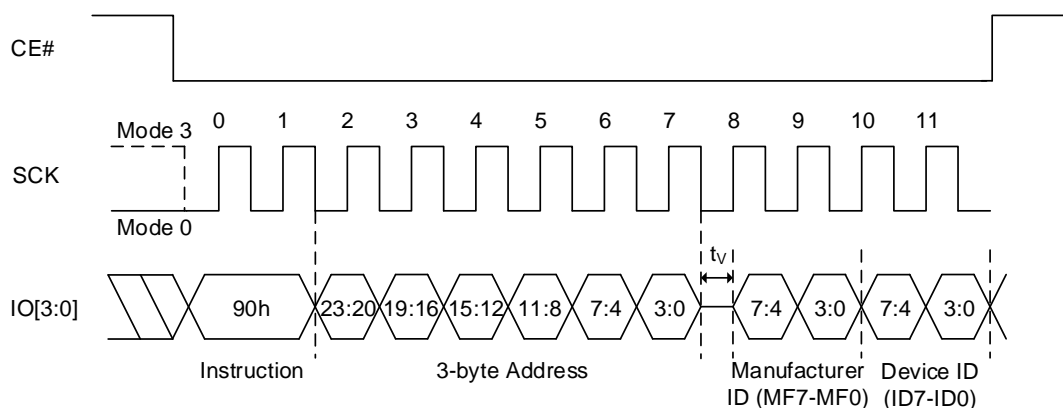 CE#
0 1 2 3 4 5 6 7 8 9 10 11
Mode 3
SCK
Mode 0
tV
IO[3:0] 90h 23:20 19:16 15:12 11:8 7:4 3:0 7:4 3:0 7:4 3:0
Instruction 3-byte Address Manufacturer Device ID
ID (MF7-MF0) (ID7-ID0)